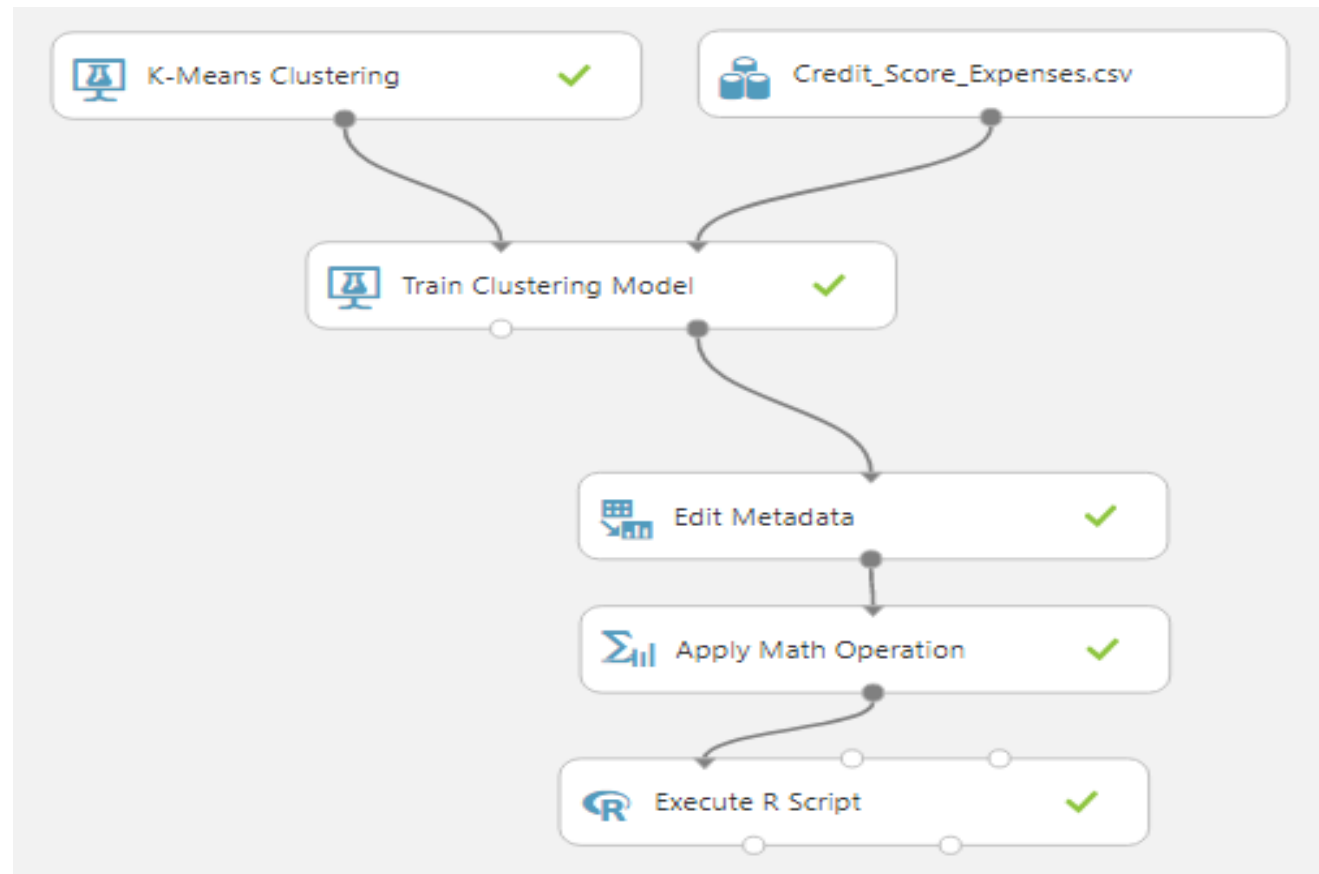 K-Means Clustering
Credit_Score_Expenses.csv
Train Clustering Model
Edit Metadata
Apply Math Operation
R Execute R Script